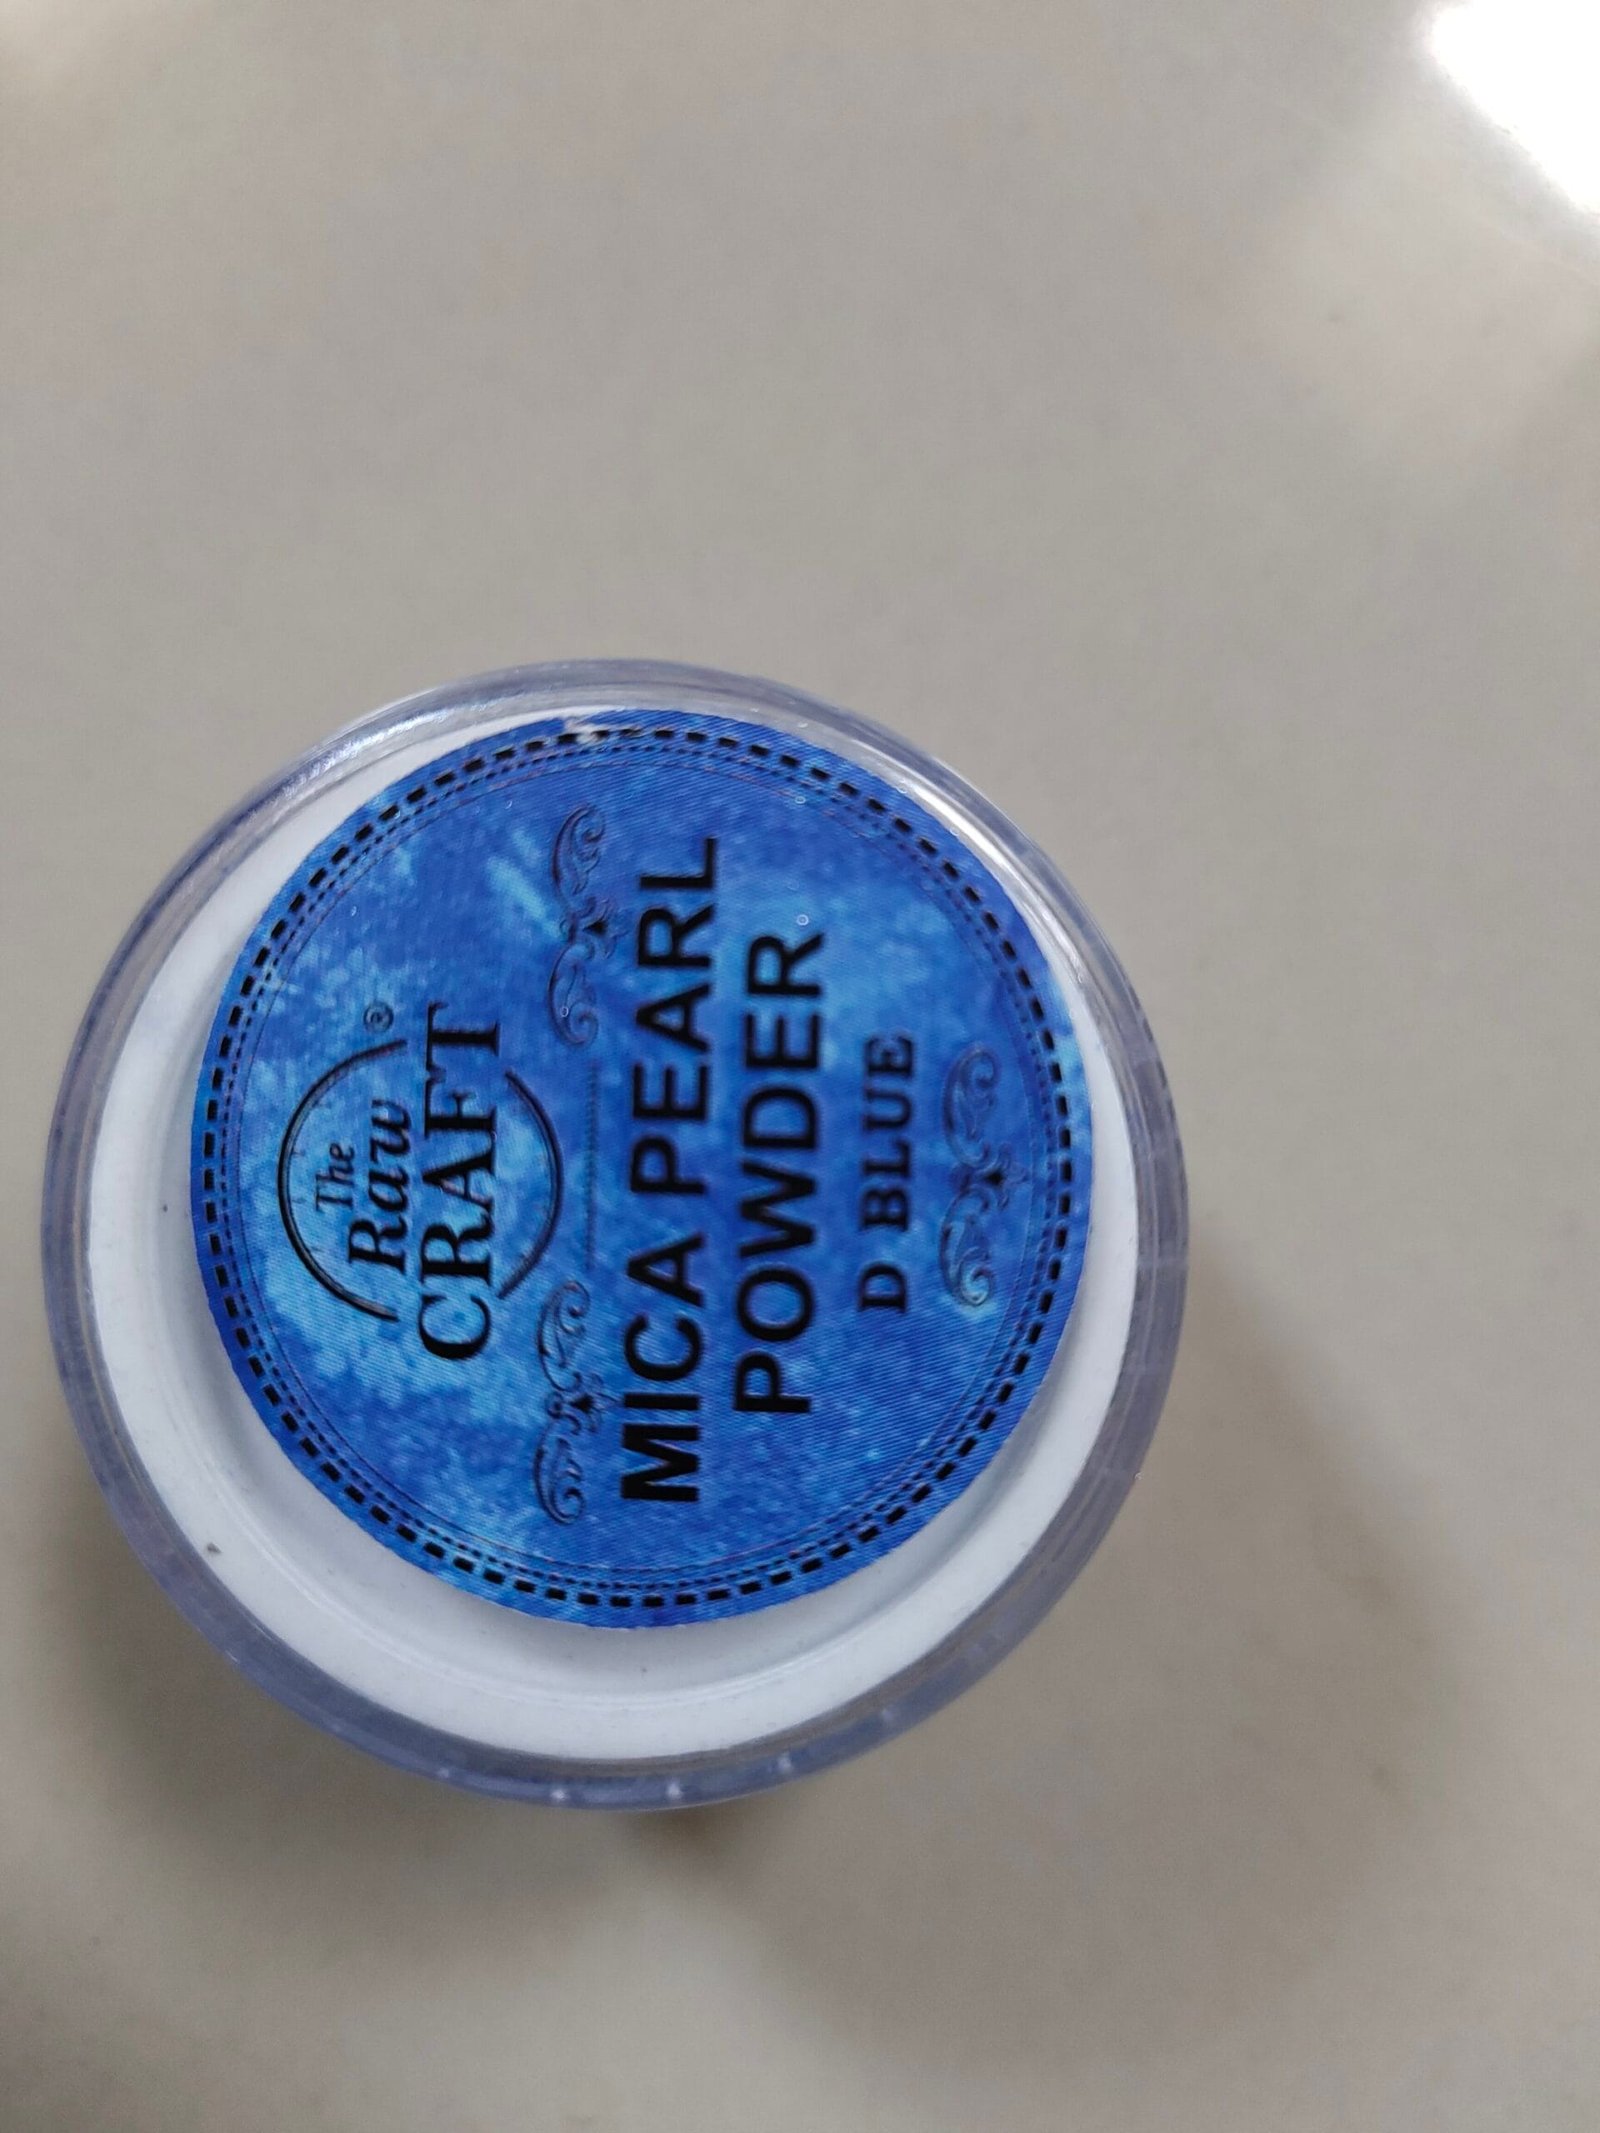 The
Raw
CRAFT®
MICA PEARL
POWDER
D BLUE